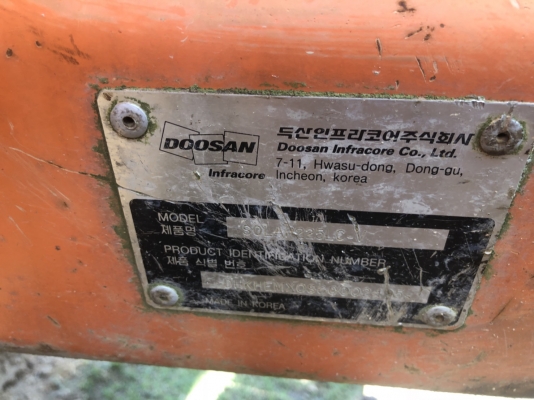 DOOSAN
Infracore
두산인프라코어주식회사
Doosan Infracore Co., Ltd.
7-11, Hwasu-dong, Dong-gu,
Incheon, korea
MODEL
제품명
PRODUCT IDENTIFICATION NUMBER
제품 식별 번호
MADE IN KOREA